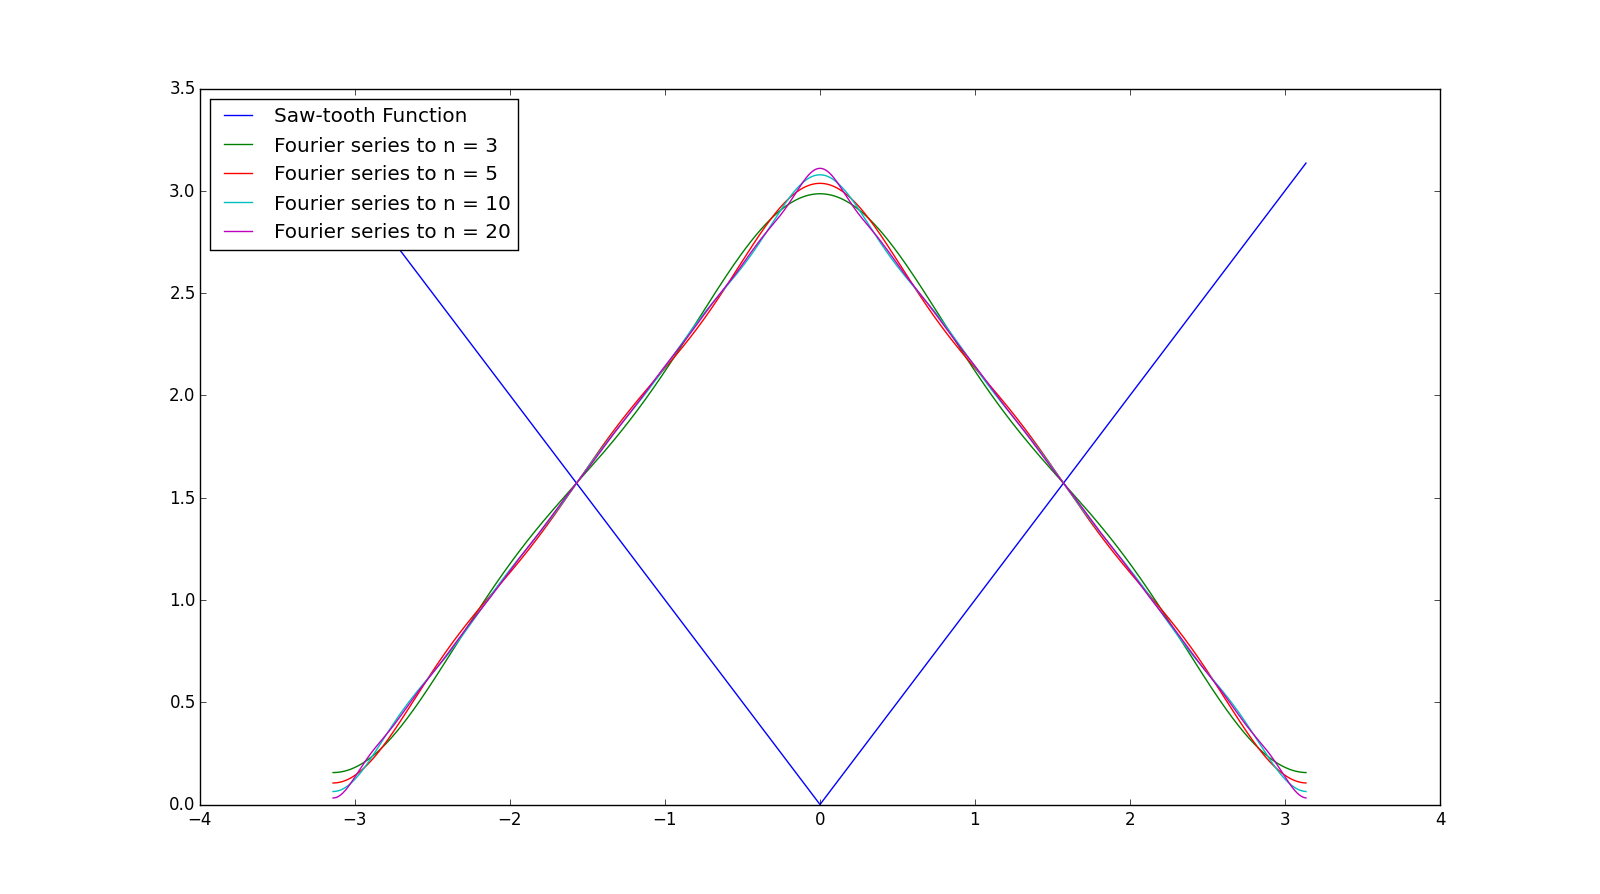 3.5
Saw-tooth Function
Fourier series to n = 3
Fourier series to n = 5
Fourier series to n = 10
Fourier series to n = 20
3.0
2.5
2.0
1.5
1.0
0.5
0.0
−4 −3 −2 −1 0 1 2 3 4